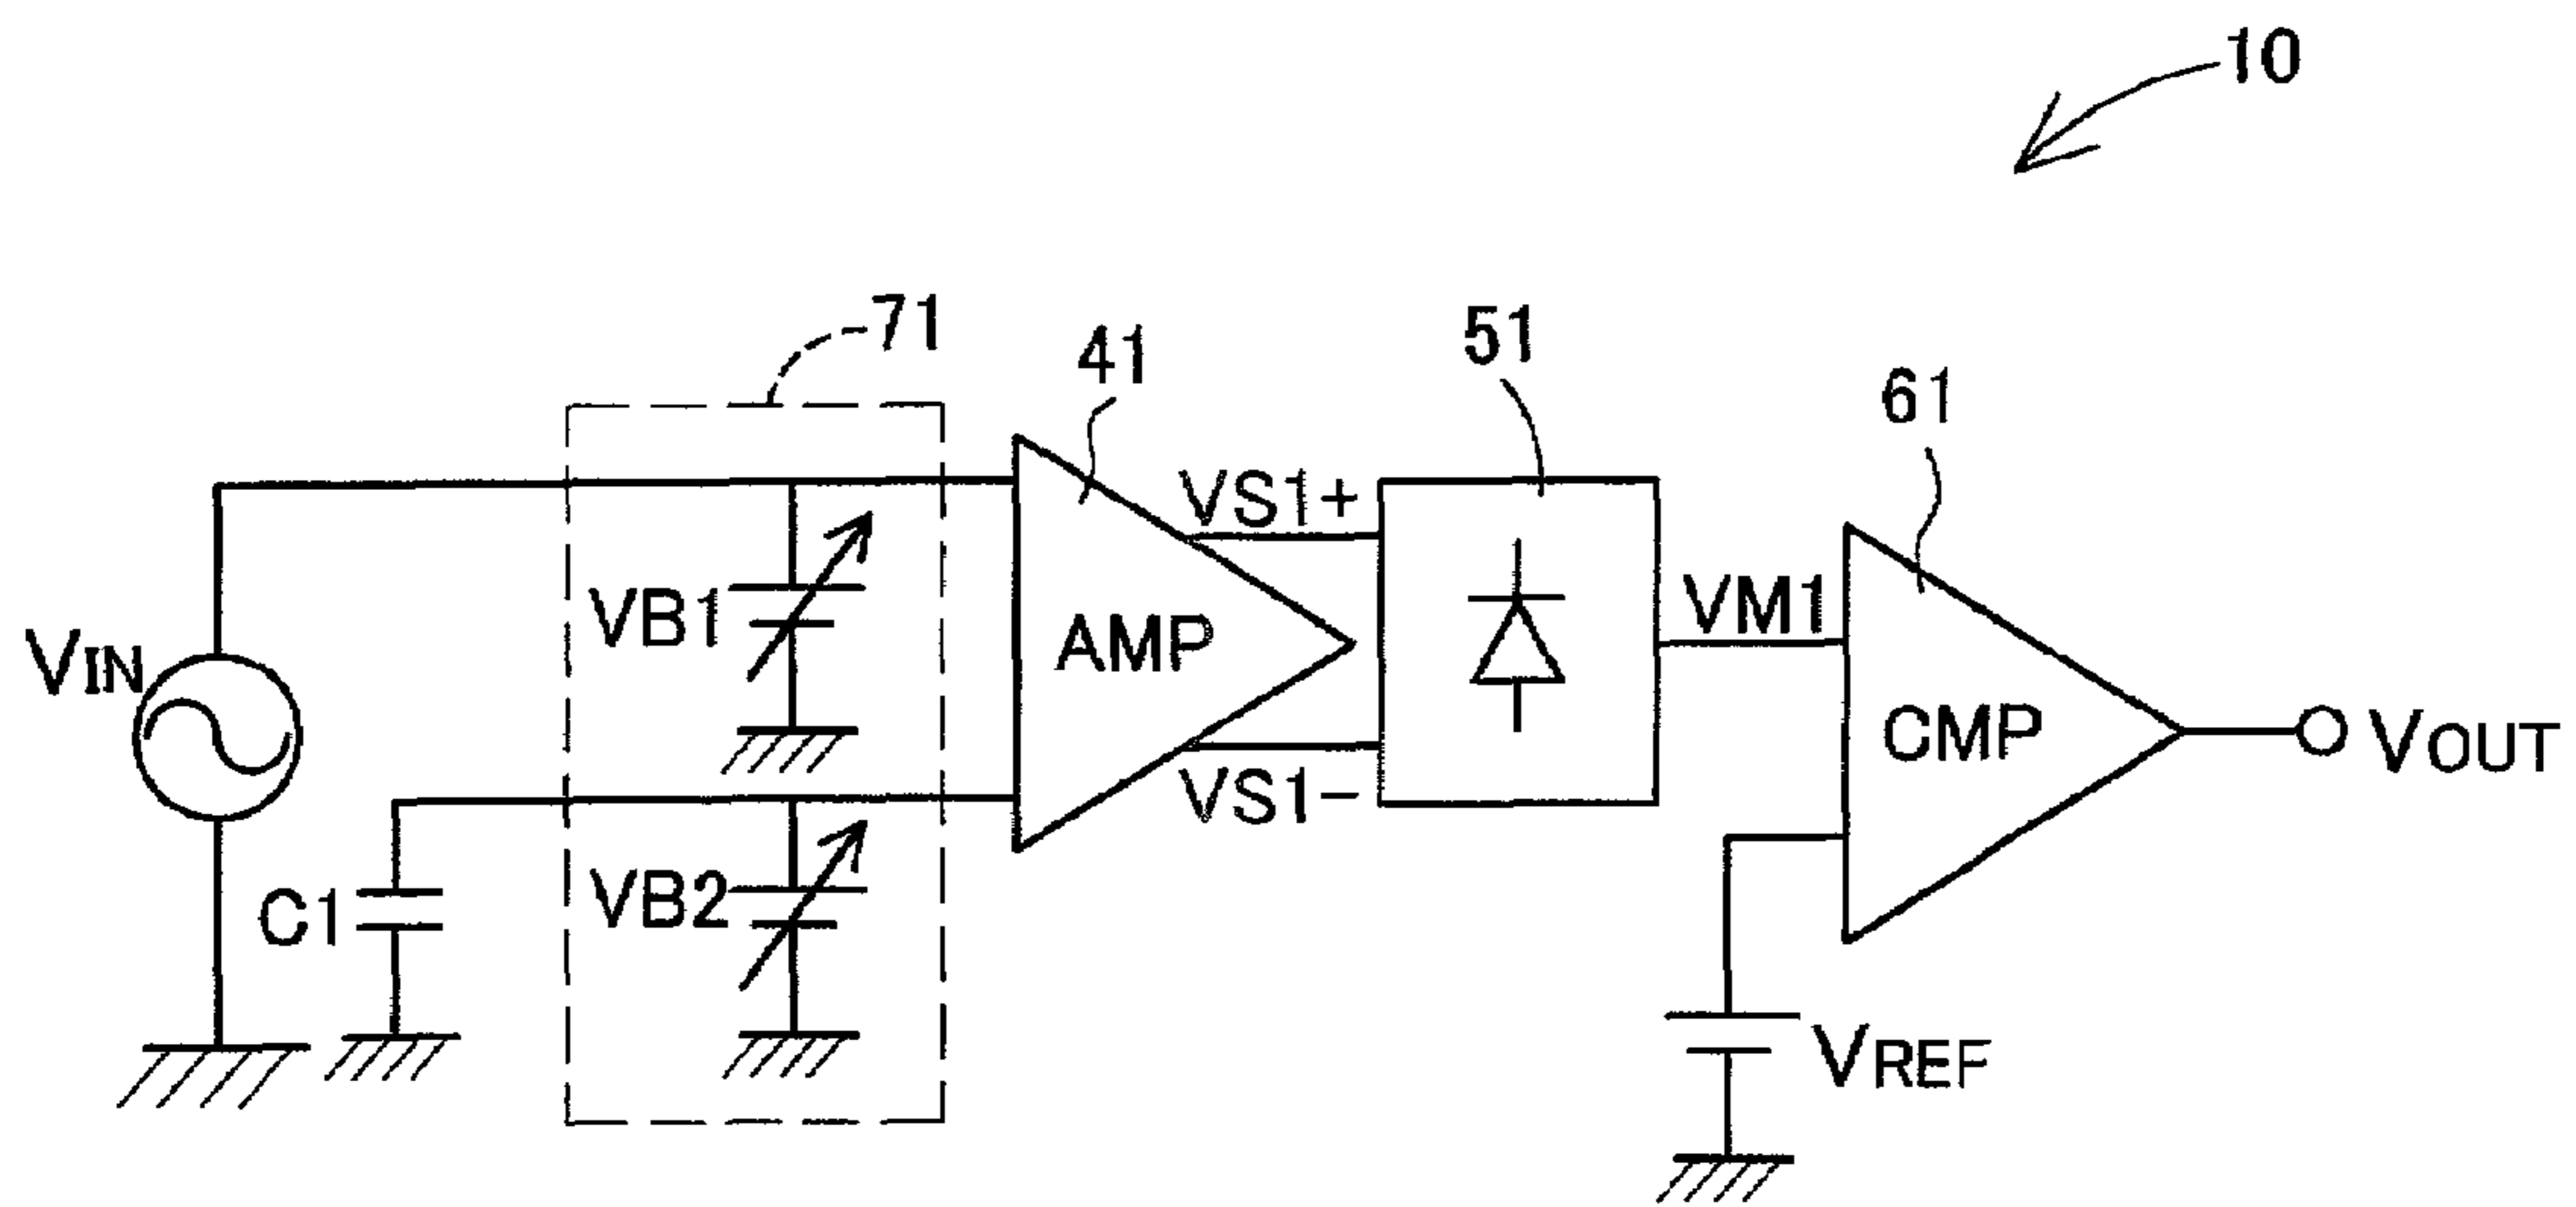 10
71
41
51
61
VS1+
VB1
VIN
AMP
VM1
CMP
VOUT
VS1−
VB2
C1
VREF